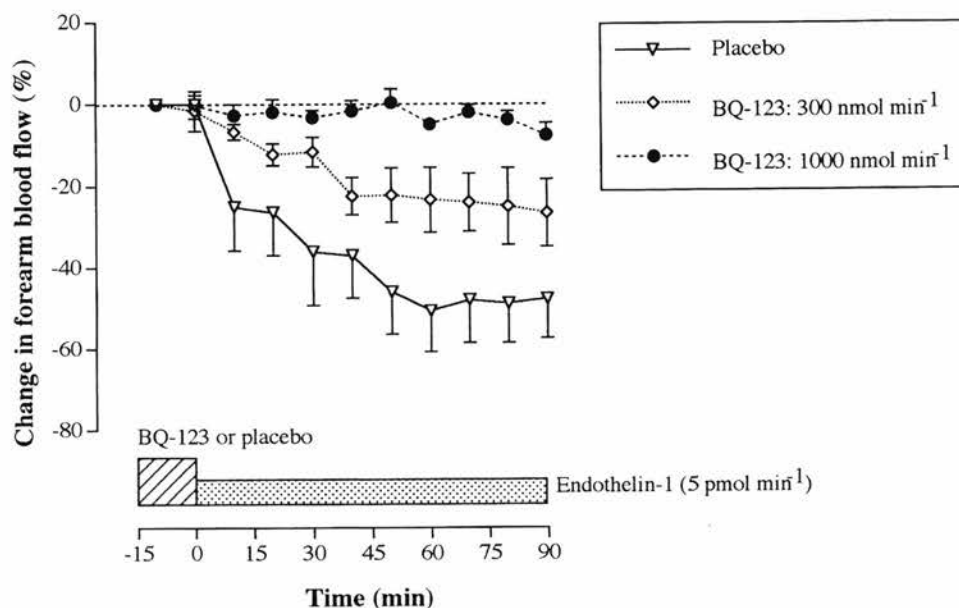 20
0
-20
-40
-60
-80
Change in forearm blood flow (%)
Placebo
BQ-123: 300 nmol min⁻¹
BQ-123: 1000 nmol min⁻¹
BQ-123 or placebo
Endothelin-1 (5 pmol min⁻¹)
-15 0 15 30 45 60 75 90
Time (min)